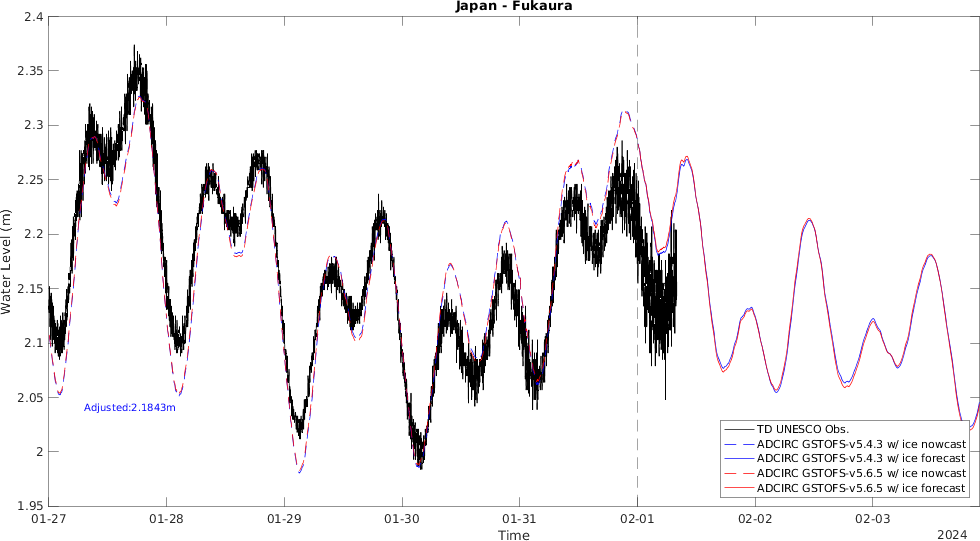 Japan - Fukaura
2.4
2.35
2.3
2.25
2.2
2.15
2.1
2.05
2
1.95
Water Level (m)
Adjusted:2.1843m
TD UNESCO Obs.
ADCIRC GSTOFS-v5.4.3 w/ ice nowcast
ADCIRC GSTOFS-v5.4.3 w/ ice forecast
ADCIRC GSTOFS-v5.6.5 w/ ice nowcast
ADCIRC GSTOFS-v5.6.5 w/ ice forecast
01-27 01-28 01-29 01-30 01-31 02-01 02-02 02-03
Time
2024